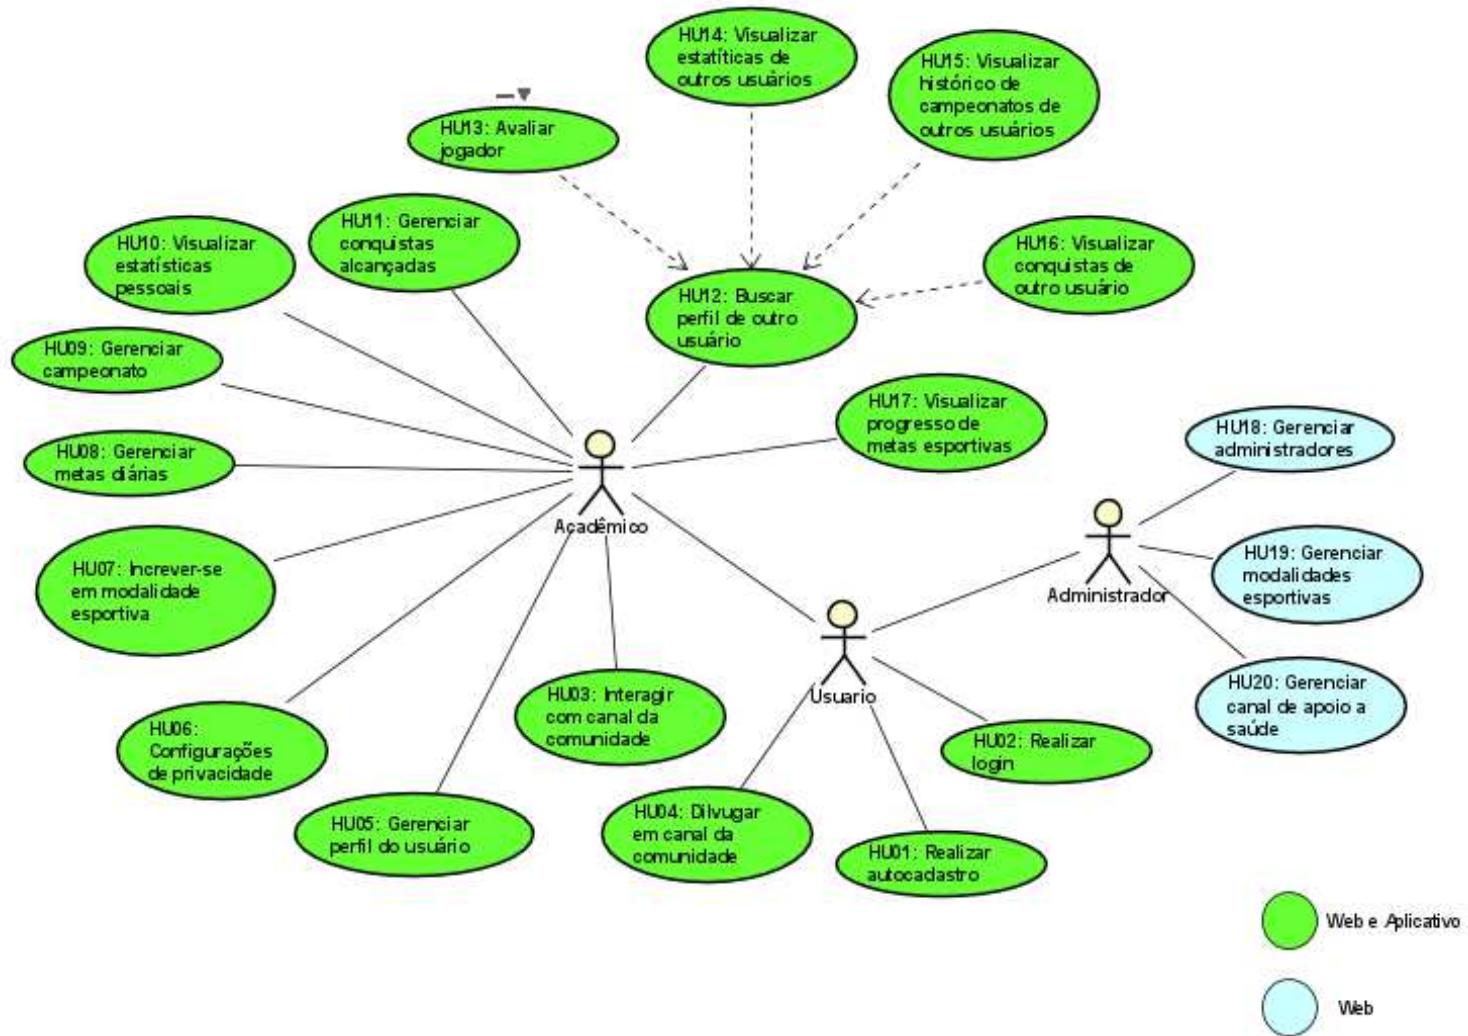 HU14: Visualizar
estatíticas de
outros usuários
HU15: Visualizar
histórico de
campeonatos de
outros usuários
HU13: Avaliar
jogador
HU11: Gerenciar
conquistas
alcançadas
HU10: Visualizar
estatísticas
pessoais
HU16: Visualizar
conquistas de
outro usuário
HU12: Buscar
perfil de outro
usuário
HU09: Gerenciar
campeonato
HU17: Visualizar
progresso de
metas esportivas
HU18: Gerenciar
administradores
HU08: Gerenciar
metas diárias
Acadêmico
HU19: Gerenciar
modalidades
esportivas
HU07: Increver-se
em modalidade
esportiva
Administrador
Usuario
HU20: Gerenciar
canal de apoio a
saúde
HU03: Interagir
com canal da
comunidade
HU06:
Configurações
de privacidade
HU02: Realizar
login
HU04: Dilvugar
em canal da
comunidade
HU05: Gerenciar
perfil do usuário
HU01: Realizar
autocadastro
Web e Aplicativo
Web